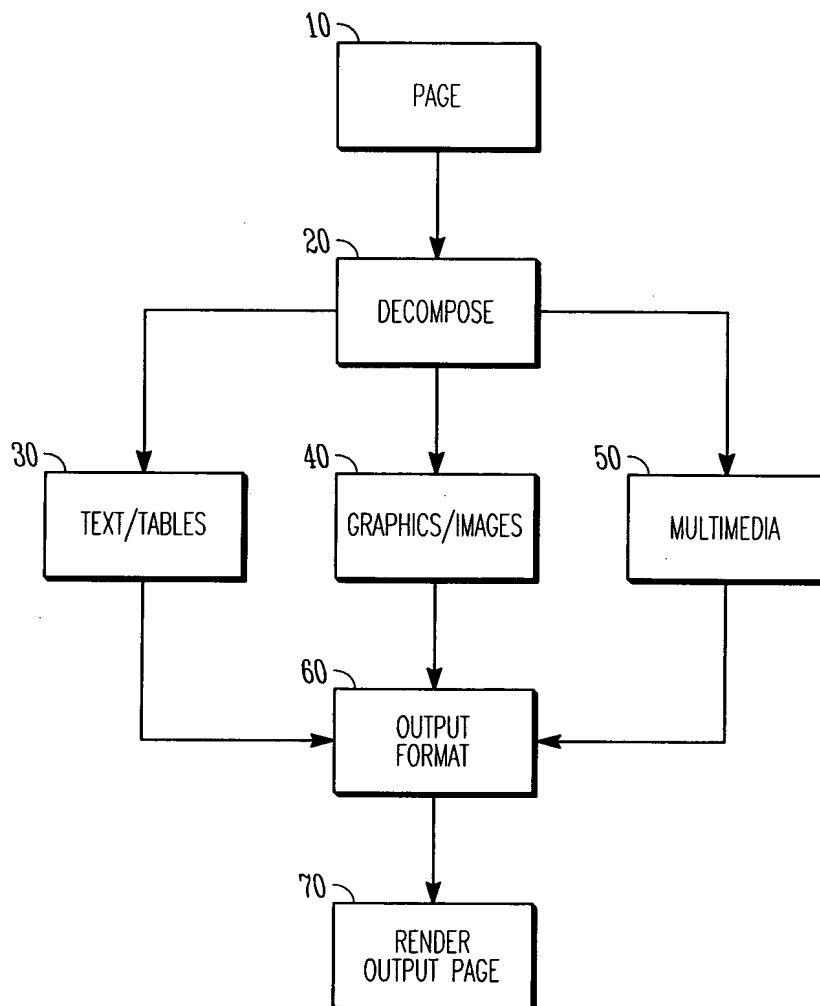 10
PAGE
20
DECOMPOSE
30
TEXT/TABLES
40
GRAPHICS/IMAGES
50
MULTIMEDIA
60
OUTPUT
FORMAT
70
RENDER
OUTPUT PAGE